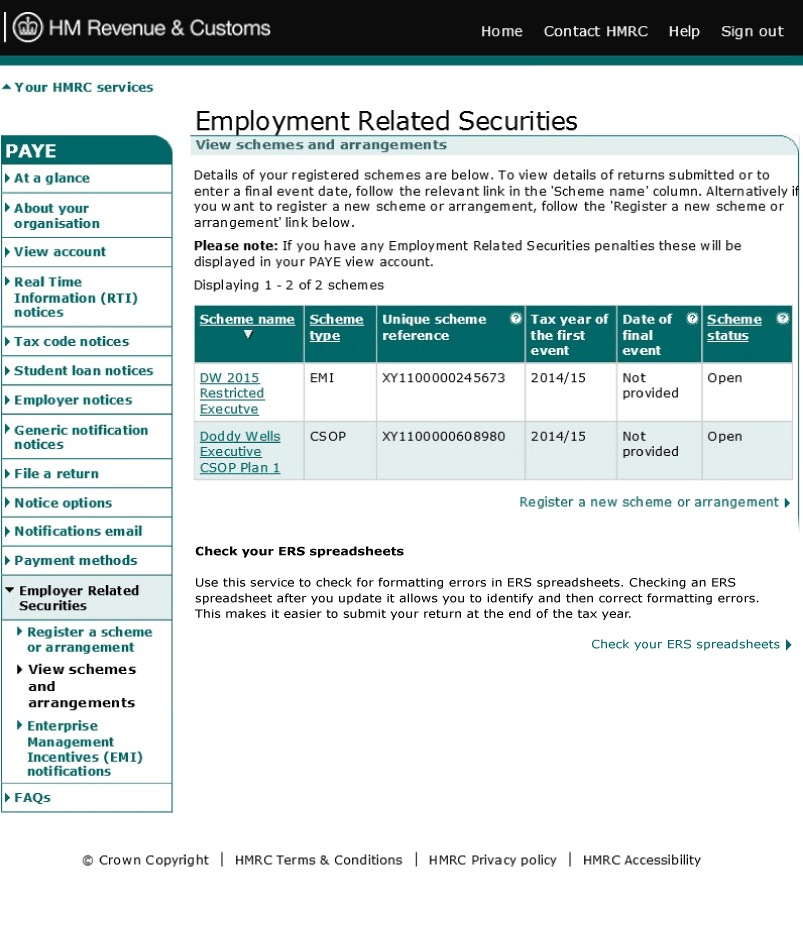 HM Revenue & Customs
Home Contact HMRC Help Sign out
Your HMRC services
Employment Related Securities
View schemes and arrangements
PAYE
At a glance
About your
organisation
View account
Real Time
Information (RTI)
notices
Tax code notices
Student loan notices
Employer notices
Generic notification
notices
File a return
Notice options
Notifications email
Payment methods
Employer Related
Securities
Register a scheme
or arrangement
View schemes
and
arrangements
Enterprise
Management
Incentives (EMI)
notifications
FAQs
Details of your registered schemes are below. To view details of returns submitted or to
enter a final event date, follow the relevant link in the 'Scheme name' column. Alternatively if
you want to register a new scheme or arrangement, follow the 'Register a new scheme or
arrangement' link below.
Please note: If you have any Employment Related Securities penalties these will be
displayed in your PAYE view account.
Displaying 1 - 2 of 2 schemes
Scheme name
Scheme
type
Unique scheme ?
reference
Tax year of
the first
event
Date of ?
final
event
Scheme ?
status
DW 2015
Restricted
Executve
EMI
XY1100000245673
2014/15
Not
provided
Open
Doddy Wells
Executive
CSOP Plan 1
CSOP
XY1100000608980
2014/15
Not
provided
Open
Register a new scheme or arrangement
Check your ERS spreadsheets
Use this service to check for formatting errors in ERS spreadsheets. Checking an ERS
spreadsheet after you update it allows you to identify and then correct formatting errors.
This makes it easier to submit your return at the end of the tax year.
Check your ERS spreadsheets
© Crown Copyright | HMRC Terms & Conditions | HMRC Privacy policy | HMRC Accessibility